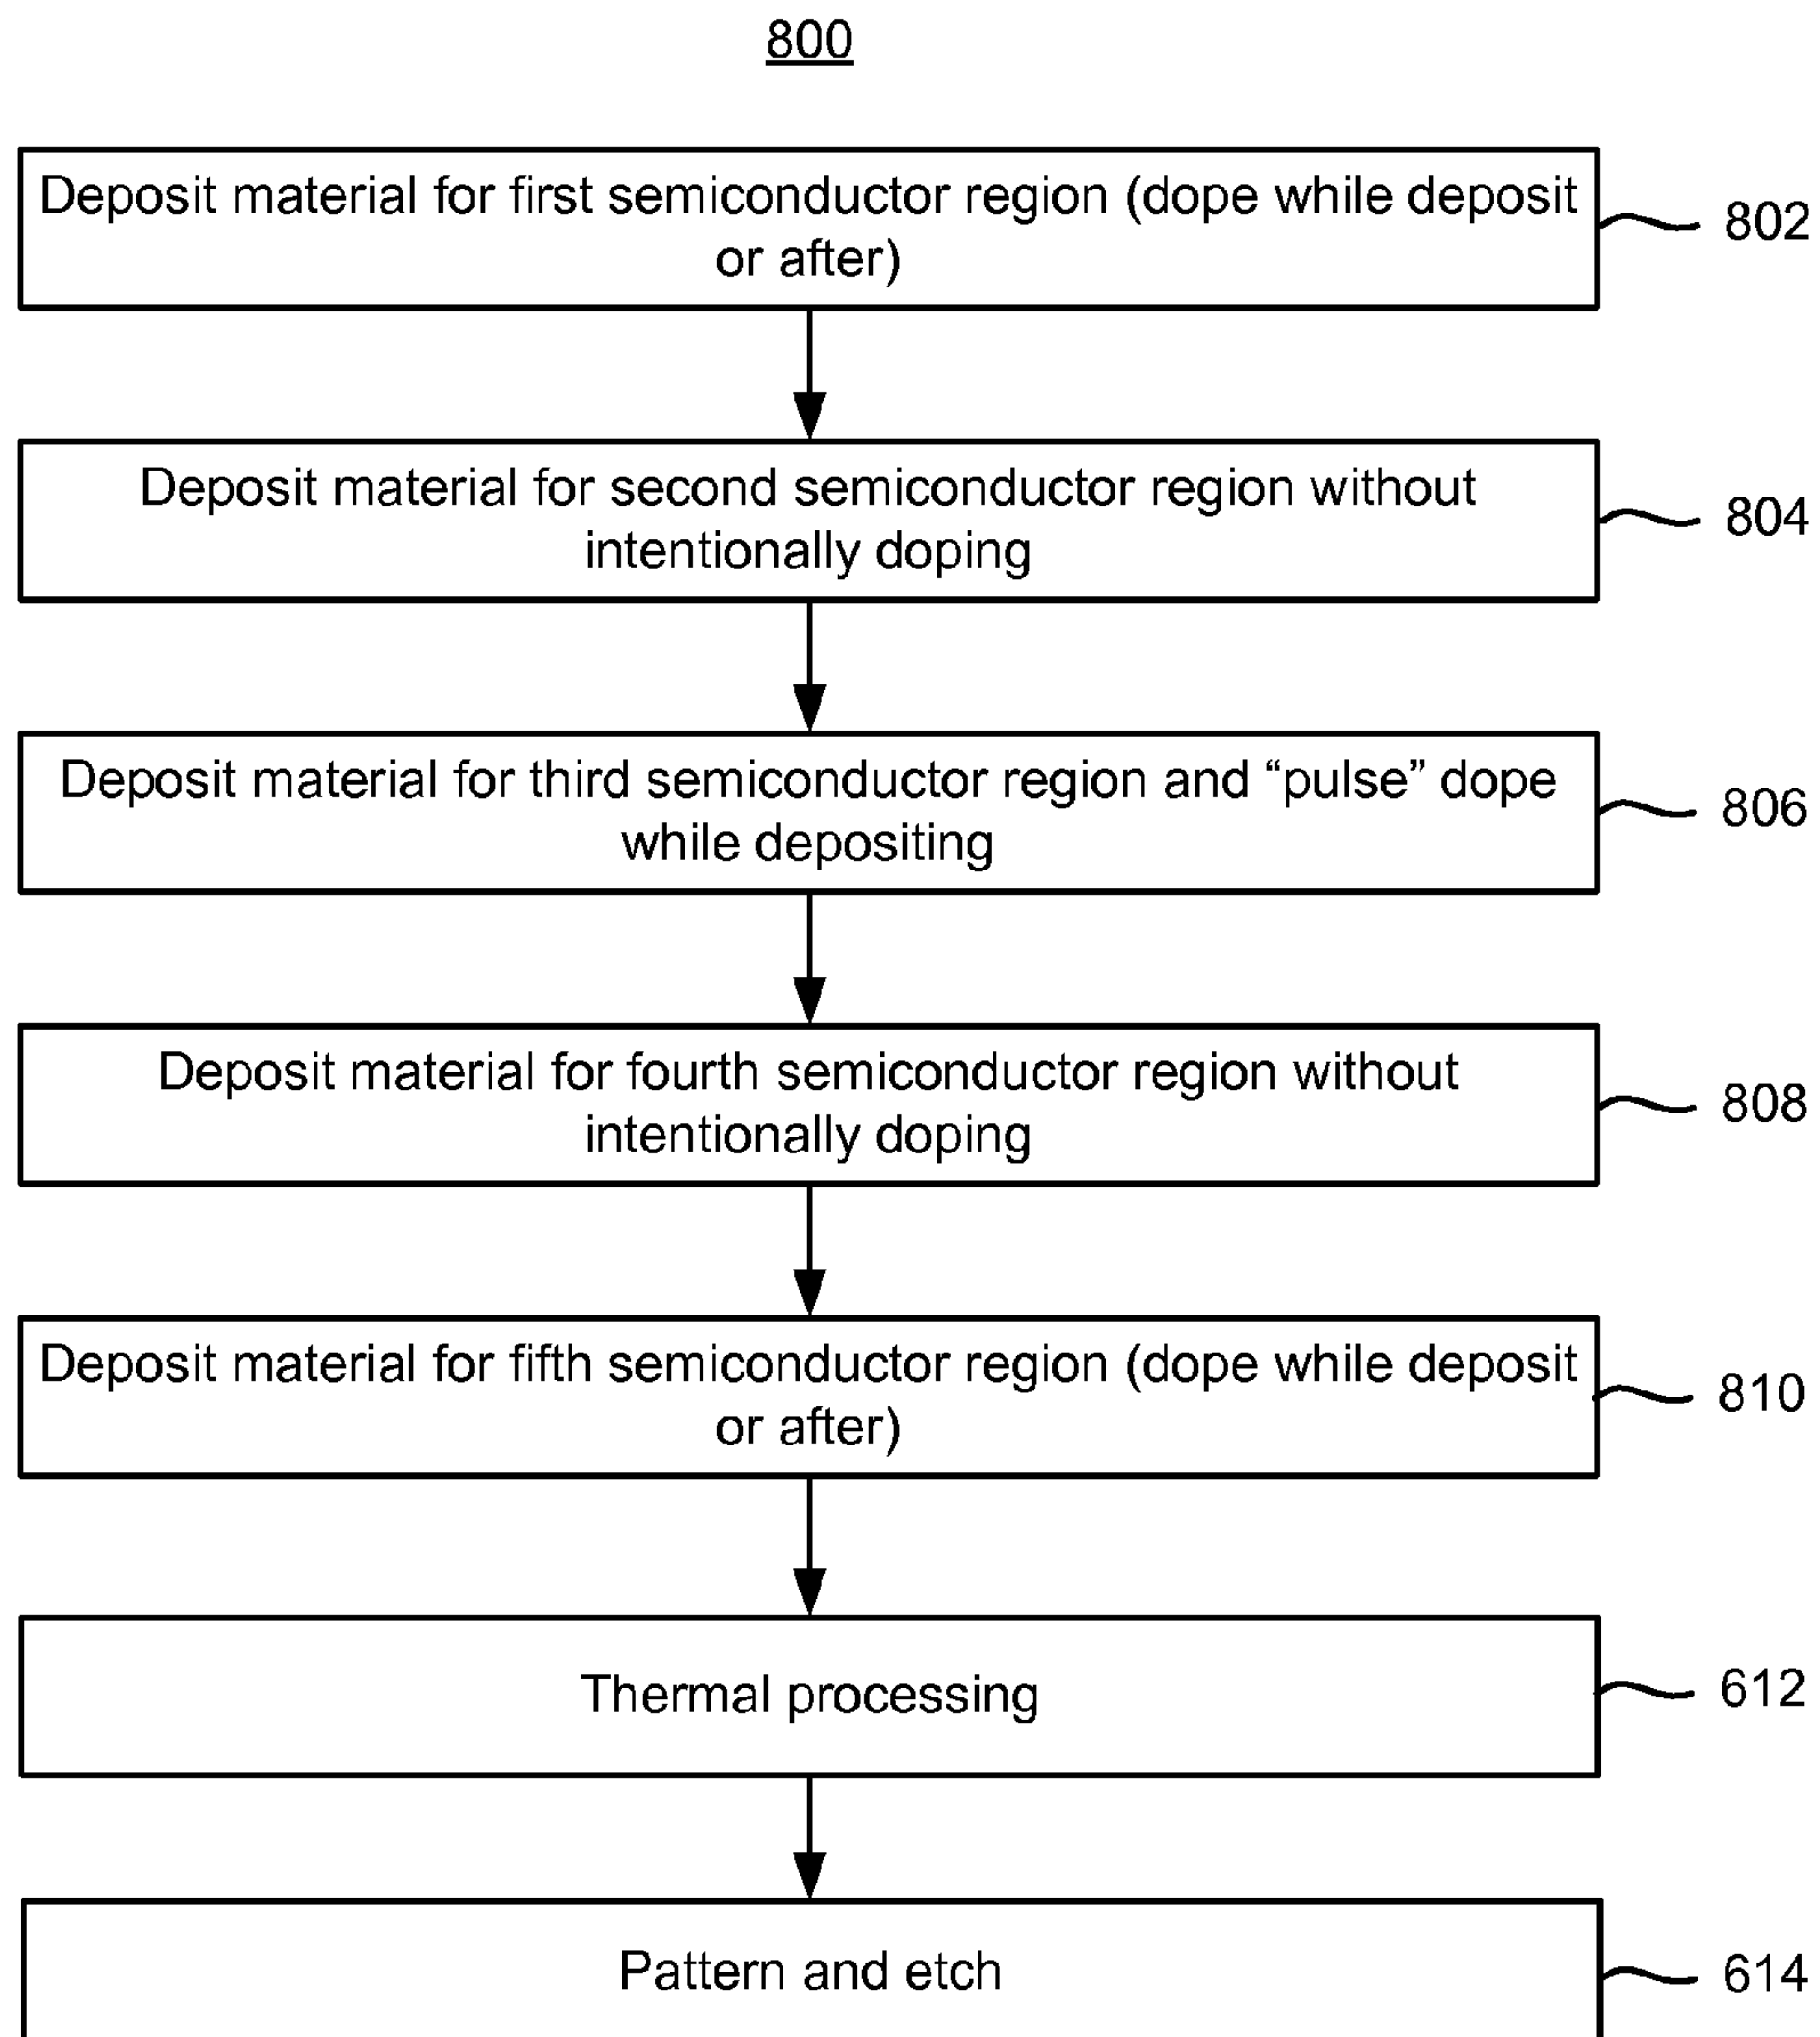 800
Deposit material for first semiconductor region (dope while deposit
or after)
802
Deposit material for second semiconductor region without
intentionally doping
804
Deposit material for third semiconductor region and “pulse” dope
while depositing
806
Deposit material for fourth semiconductor region without
intentionally doping
808
Deposit material for fifth semiconductor region (dope while deposit
or after)
810
Thermal processing
612
Pattern and etch
614